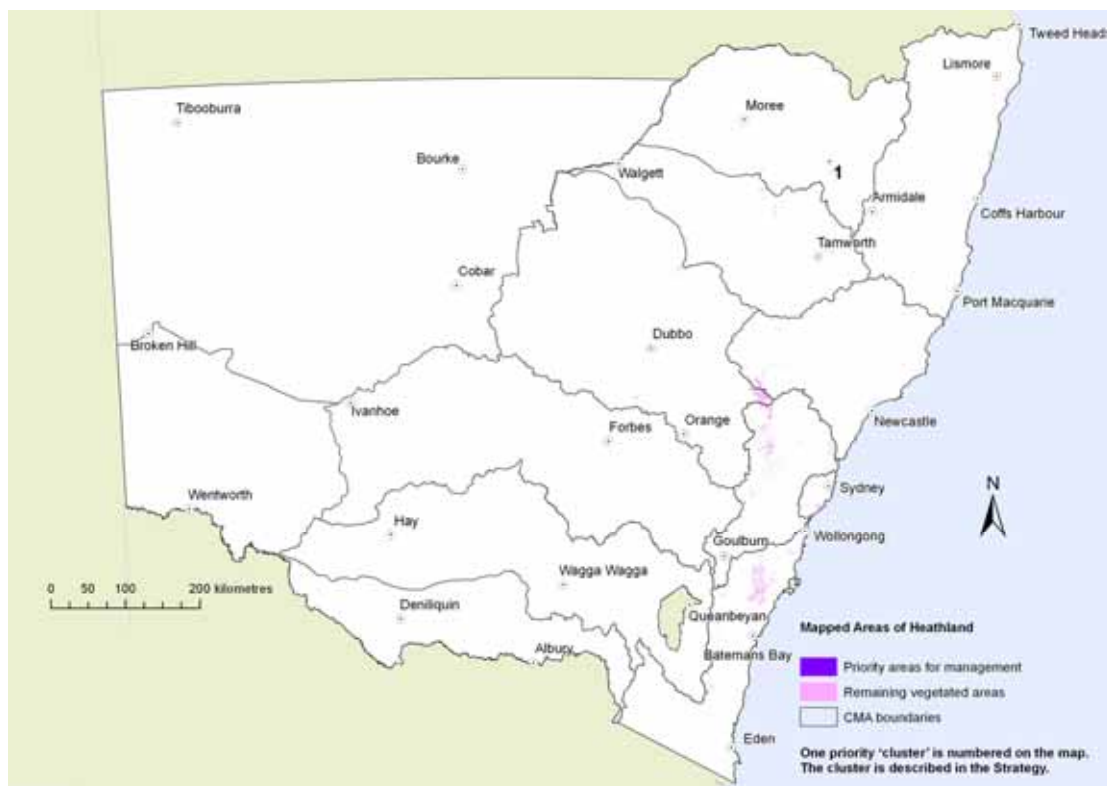 Tweed Heads
Lismore
Tibooburra
Moree
Bourke
Walgett
1
Armidale
Coffs Harbour
Tamworth
Cobar
Port Macquarie
Dubbo
Broken Hill
Ivanhoe
Forbes
Orange
Newcastle
Wentworth
Sydney
N
Hay
Goulburn
Wollongong
Wagga Wagga
0 50 100 200 kilometres
Deniliquin
Queanbeyan
Albury
Batemans Bay
Mapped Areas of Heathland
Priority areas for management
Remaining vegetated areas
CMA boundaries
Eden
One priority 'cluster' is numbered on the map.
The cluster is described in the Strategy.